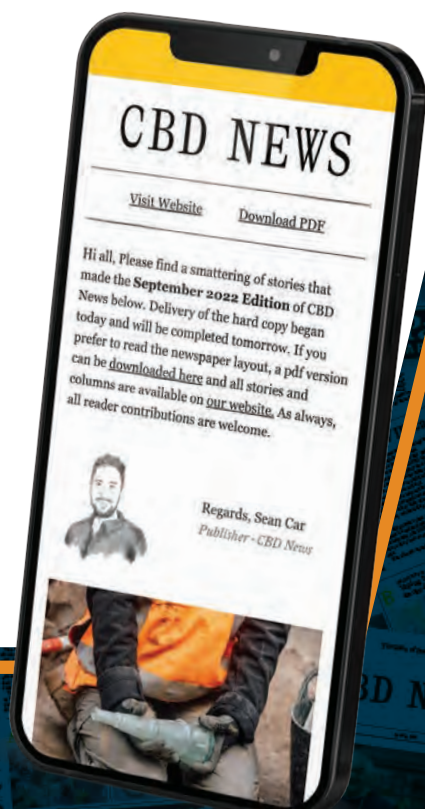 CBD NEWS
Visit Website Download PDF
Hi all, Please find a smattering of stories that
made the September 2022 Edition of CBD
News below. Delivery of the hard copy began
today and will be completed tomorrow. If you
prefer to read the newspaper layout, a pdf version
can be downloaded here and all stories and
columns are available on our website. As always,
all reader contributions are welcome.
Regards, Sean Car
Publisher - CBD News